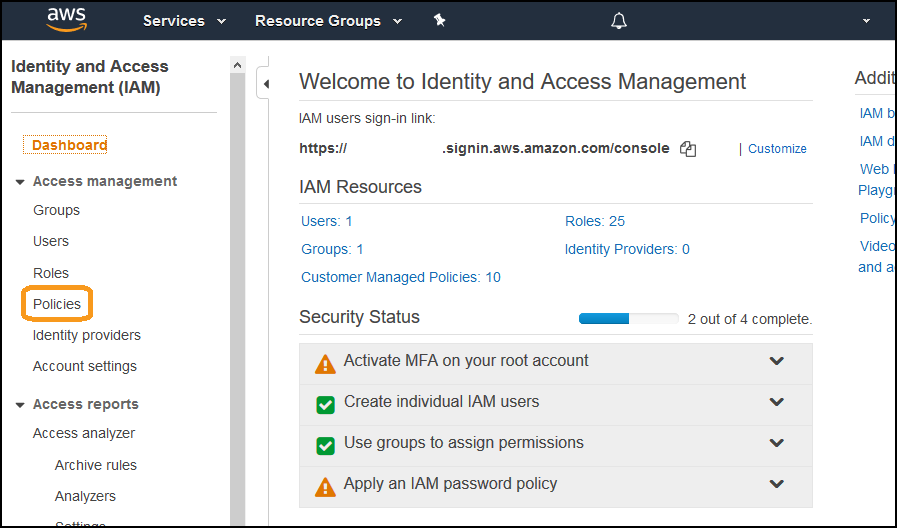 aws
Services
Resource Groups
Identity and Access
Management (IAM)
Dashboard
Access management
Groups
Users
Roles
Policies
Identity providers
Account settings
Access reports
Access analyzer
Archive rules
Analyzers
Settings
Welcome to Identity and Access Management
IAM users sign-in link:
https:// .signin.aws.amazon.com/console | Customize
IAM Resources
Users: 1
Roles: 25
Groups: 1
Identity Providers: 0
Customer Managed Policies: 10
Security Status
2 out of 4 complete.
Activate MFA on your root account
Create individual IAM users
Use groups to assign permissions
Apply an IAM password policy
IAM
IAM
Web
Policy
Video
and